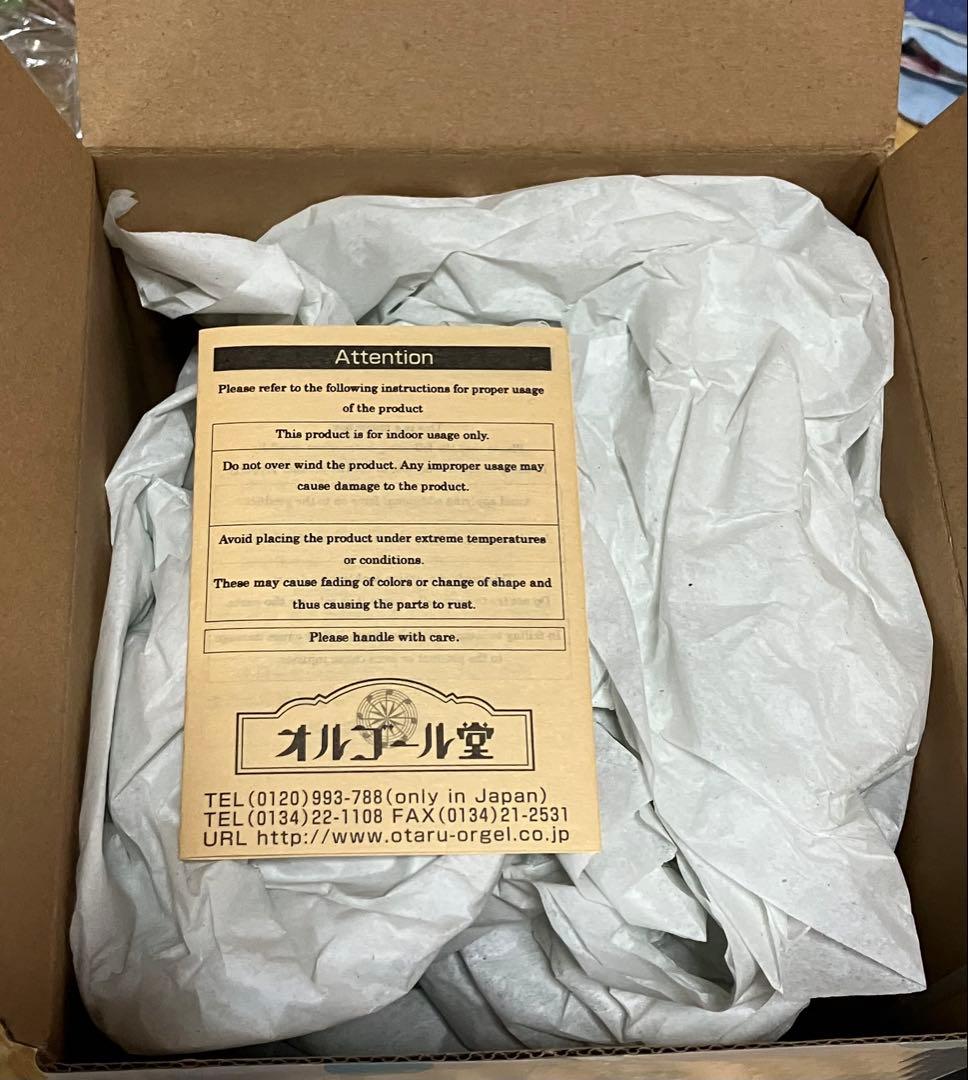 Attention
Please refer to the following instructions for proper usage
of the product
This product is for indoor usage only.
Do not over wind the product. Any improper usage may
cause damage to the product.
Avoid placing the product under extreme temperatures
or conditions.
These may cause fading of colors or change of shape and
thus causing the parts to rust.
Please handle with care.
オルゴール堂
TEL(0120)993-788(only in Japan)
TEL(0134)22-1108 FAX(0134)21-2531
URL http://www.otaru-orgel.co.jp